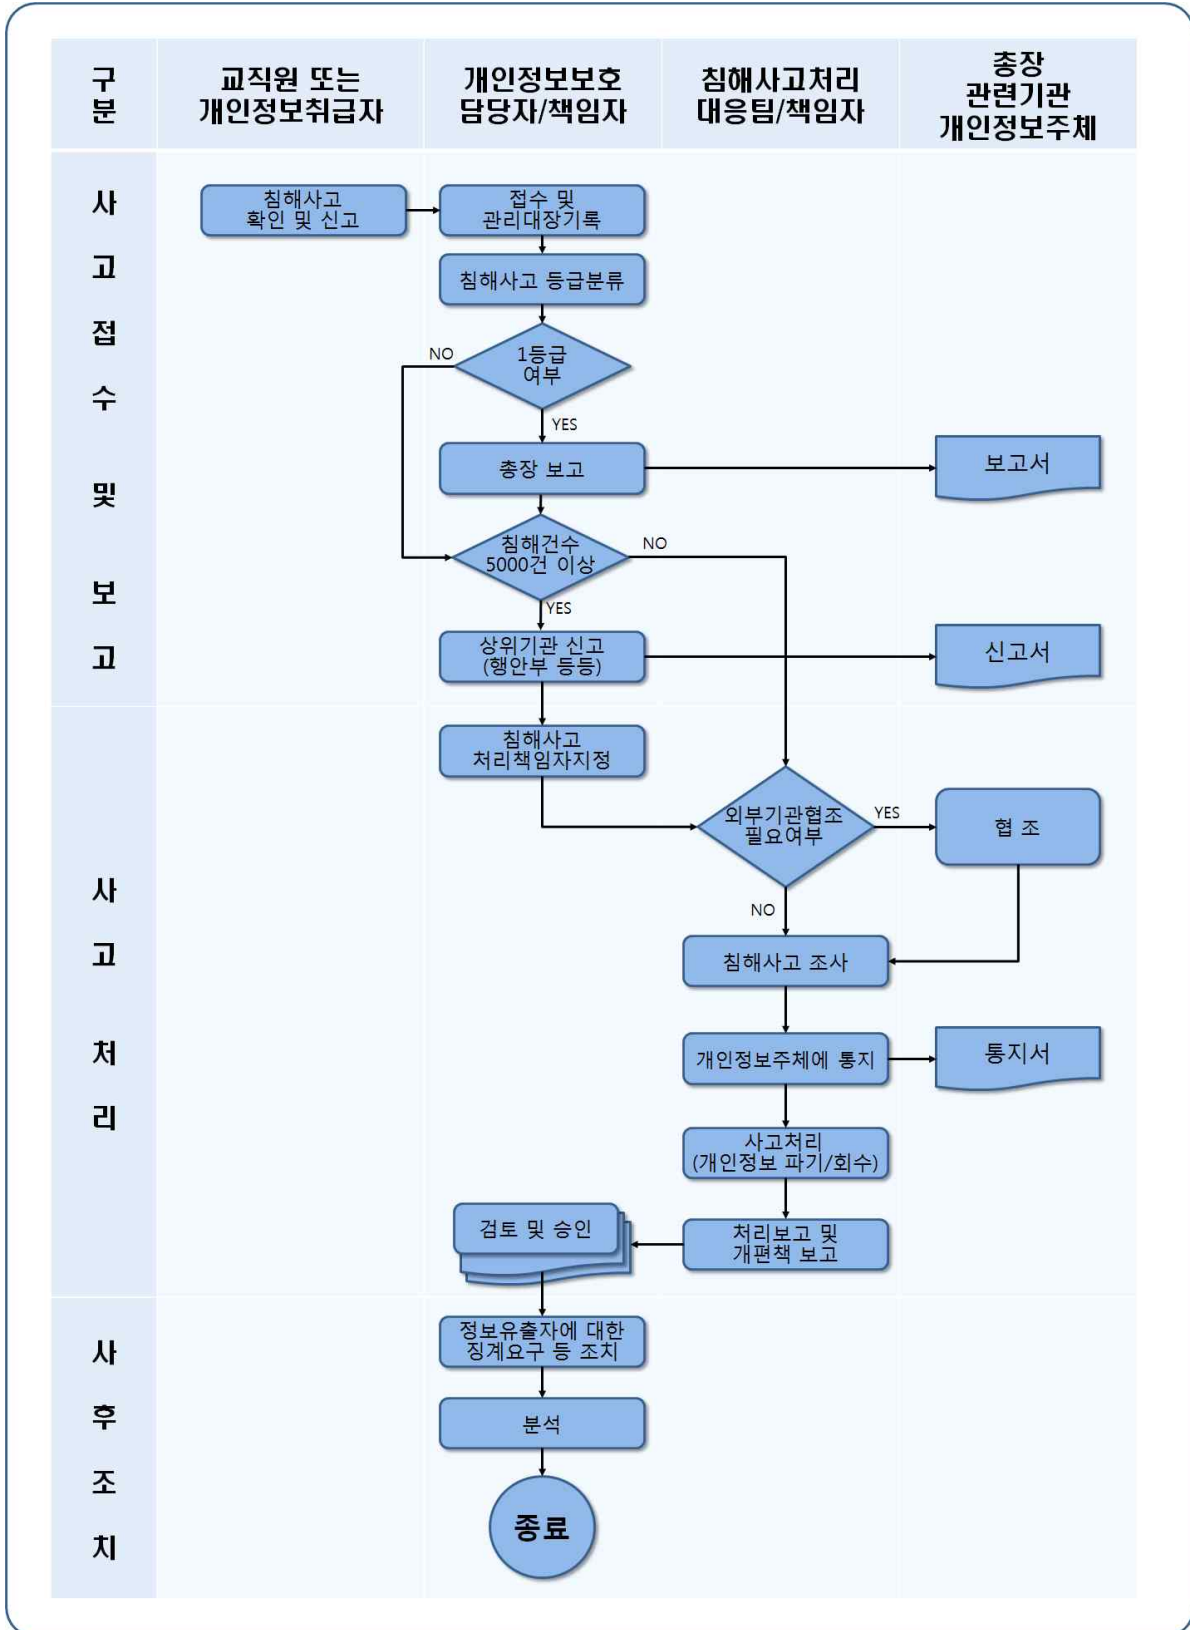 구
분
교직원 또는
개인정보취급자
개인정보보호
담당자/책임자
침해사고처리
대응팀/책임자
총장
관련기관
개인정보주체
사
고
접
수
및
보
고
침해사고
확인 및 신고
접수 및
관리대장기록
침해사고 등급분류
1등급
여부
NO
YES
총장 보고
보고서
침해건수
5000건 이상
NO
YES
상위기관 신고
(행안부 등등)
신고서
사
고
처
리
침해사고
처리책임자지정
외부기관협조
필요여부
YES
협 조
NO
침해사고 조사
개인정보주체에 통지
통지서
사고처리
(개인정보 파기/회수)
처리보고 및
개편책 보고
검토 및 승인
사
후
조
치
정보유출자에 대한
징계요구 등 조치
분석
종료